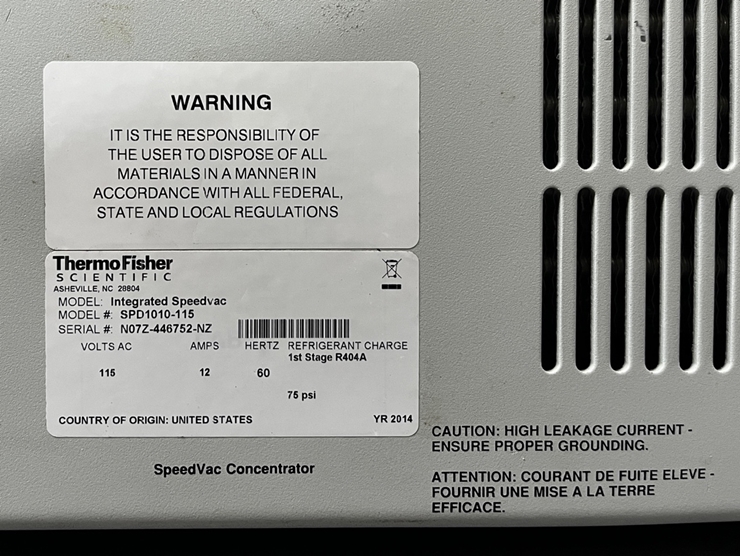 WARNING
IT IS THE RESPONSIBILITY OF
THE USER TO DISPOSE OF ALL
MATERIALS IN A MANNER IN
ACCORDANCE WITH ALL FEDERAL,
STATE AND LOCAL REGULATIONS
ThermoFisher
SCIENTIFIC
ASHEVILLE, NC 28804
MODEL: Integrated Speedvac
MODEL #: SPD1010-115
SERIAL #: N07Z-446752-NZ
VOLTS AC AMPS HERTZ REFRIGERANT CHARGE
1st Stage R404A
115 12 60
75 psi
COUNTRY OF ORIGIN: UNITED STATES YR 2014
SpeedVac Concentrator
CAUTION: HIGH LEAKAGE CURRENT -
ENSURE PROPER GROUNDING.
ATTENTION: COURANT DE FUITE ELEVE -
FOURNIR UNE MISE A LA TERRE
EFFICACE.